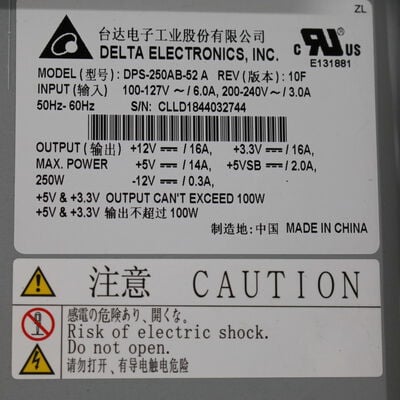 ZL
台达电子工业股份有限公司
DELTA ELECTRONICS, INC.
c RU US
E131881
MODEL (型号): DPS-250AB-52 A REV (版本): 10F
INPUT (输入) 100-127V ~ / 6.0A, 200-240V ~ / 3.0A
50Hz- 60Hz S/N: CLLD1844032744
OUTPUT (输出) +12V ⎓ / 16A, +3.3V ⎓ / 16A,
MAX. POWER +5V ⎓ / 14A, +5VSB ⎓ / 2.0A,
250W -12V ⎓ / 0.3A,
+5V & +3.3V OUTPUT CAN'T EXCEED 100W
+5V & +3.3V 输出不超过100W
制造地: 中国 MADE IN CHINA
注意 CAUTION
感電の危険あり、開くな。
Risk of electric shock.
Do not open.
请勿打开、有导电触电危险